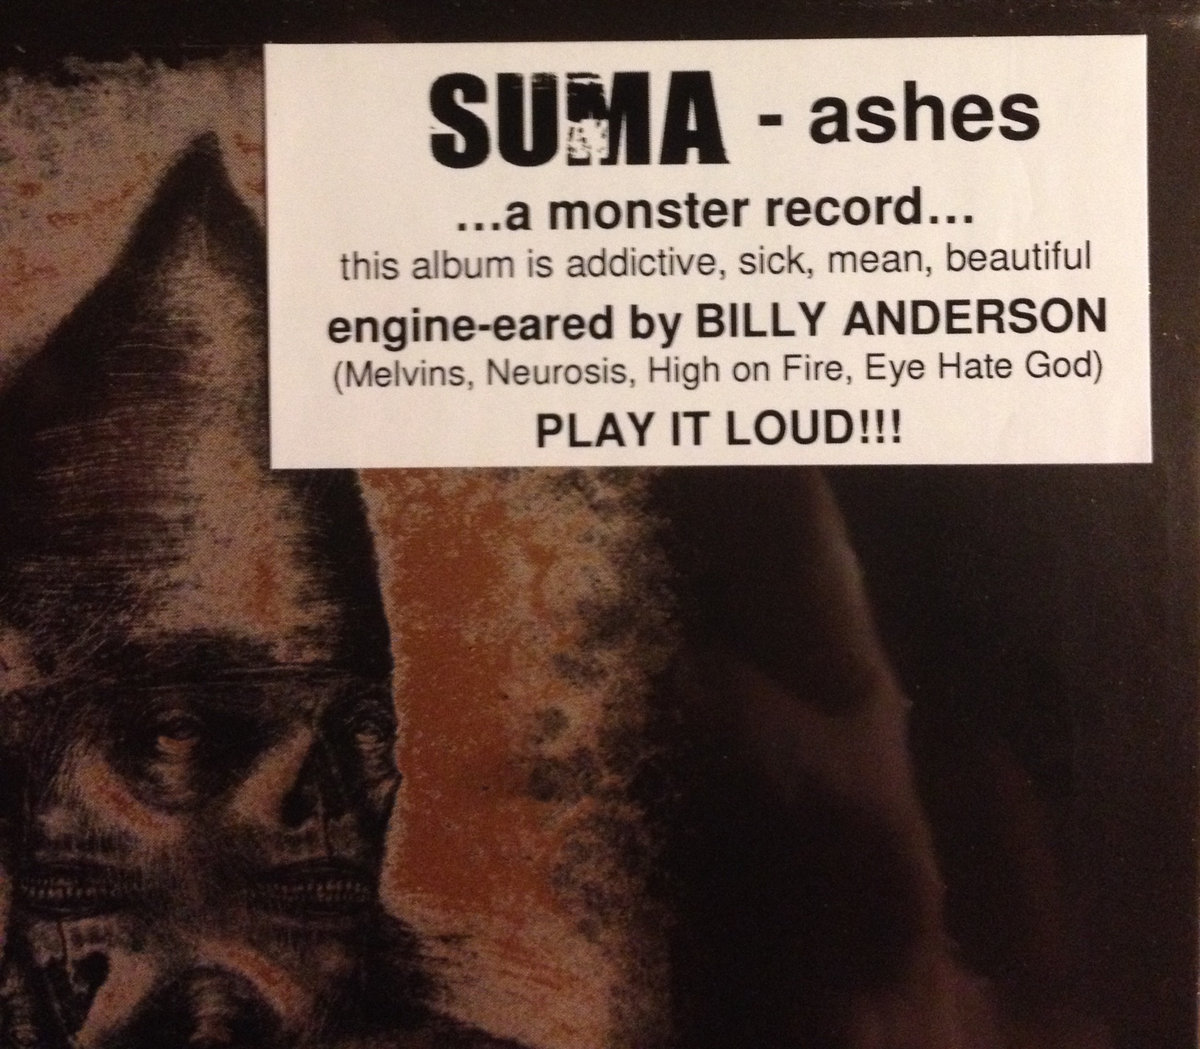 SUMA - ashes
...a monster record...
this album is addictive, sick, mean, beautiful
engine-eared by BILLY ANDERSON
(Melvins, Neurosis, High on Fire, Eye Hate God)
PLAY IT LOUD!!!